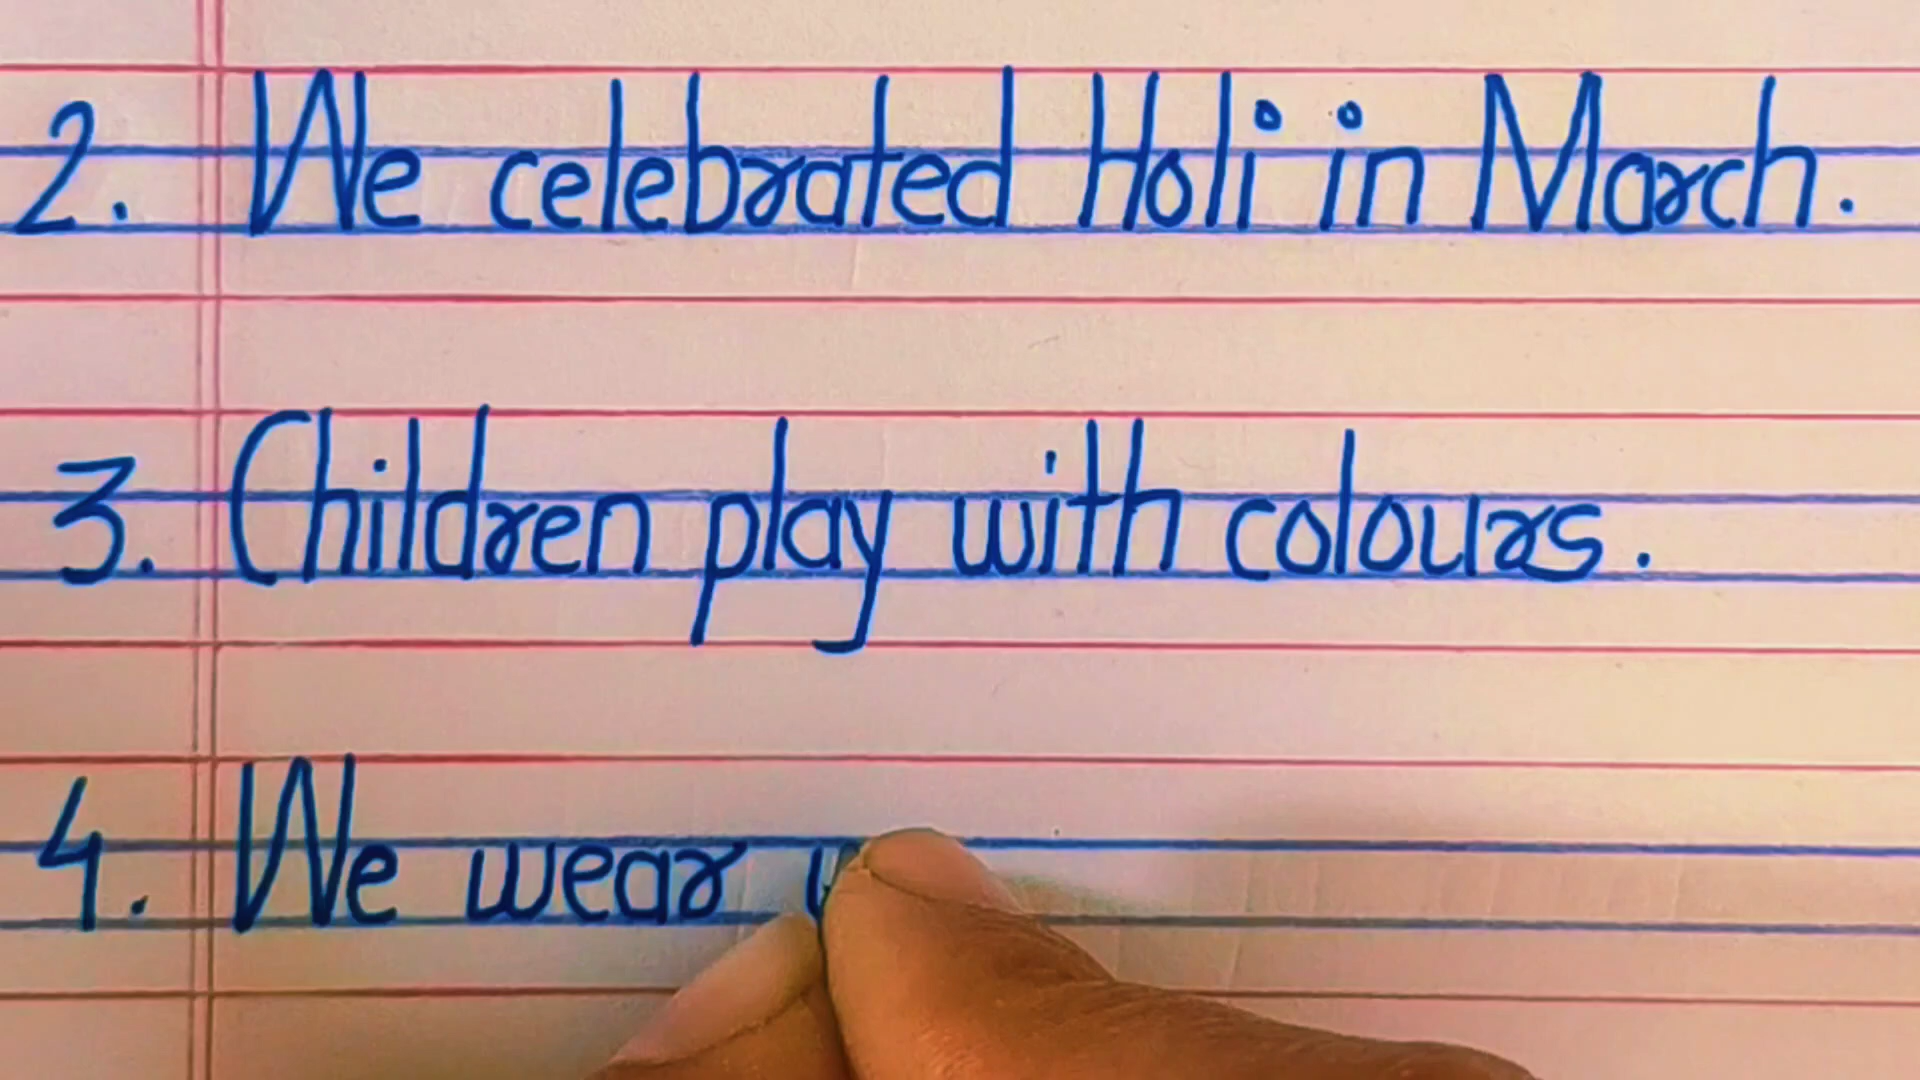 2. We celebrated Holi in March.
3. Children play with colours.
4. We wear